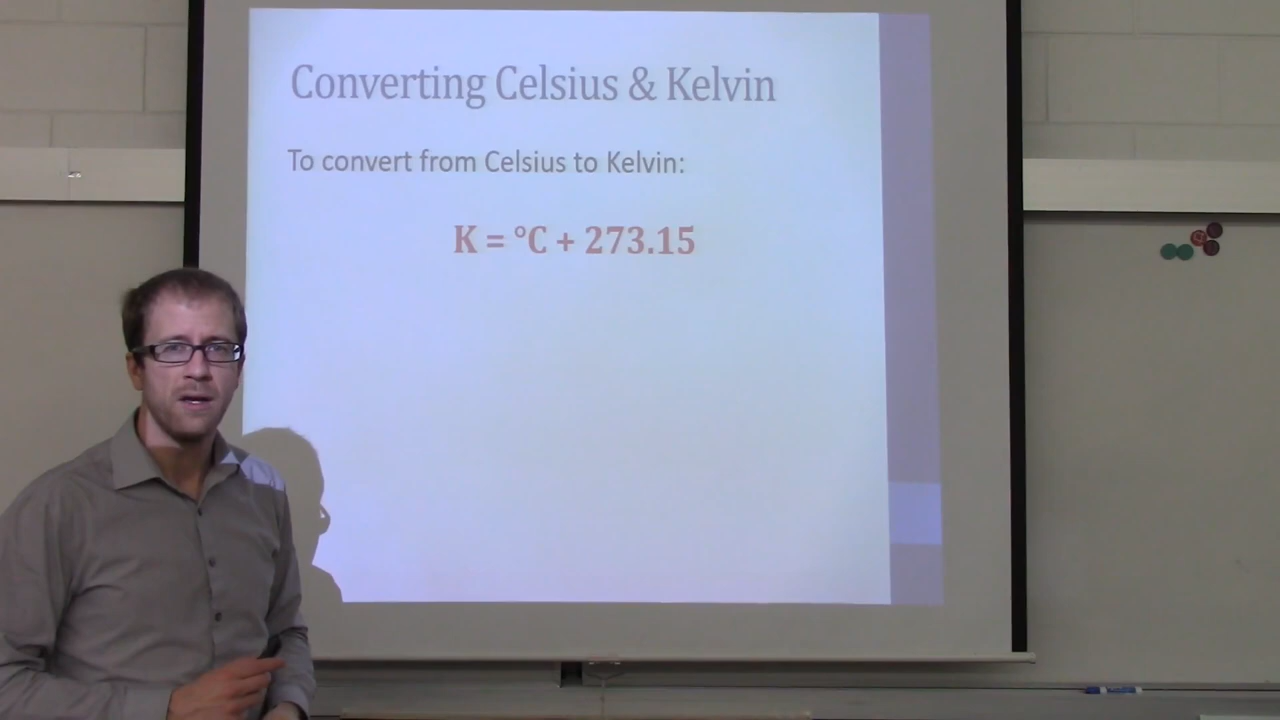 Converting Celsius & Kelvin
To convert from Celsius to Kelvin:
K = °C + 273.15